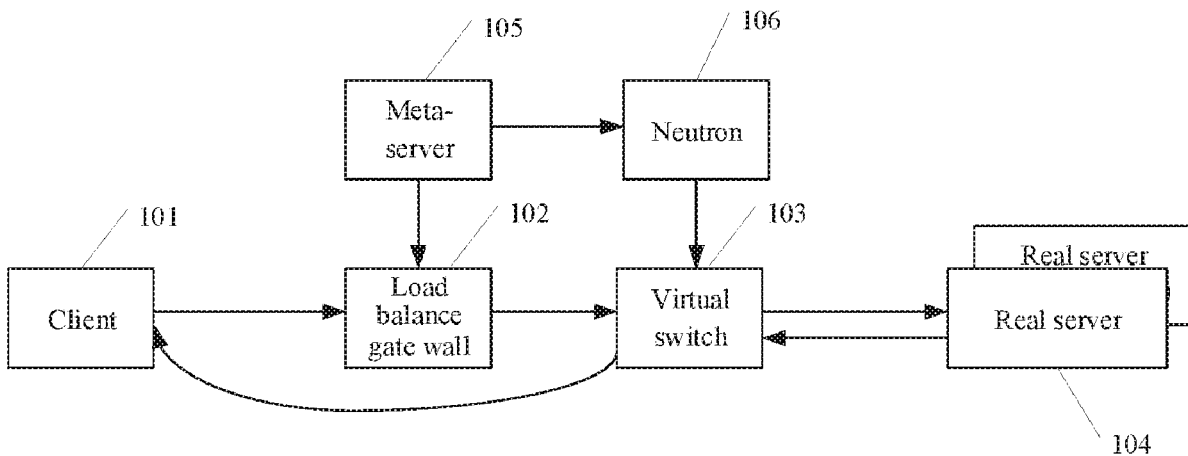 105
106
Meta-
server
Neutron
101
102
103
Client
Load
balance
gate wall
Virtual
switch
Real server
Real server
104